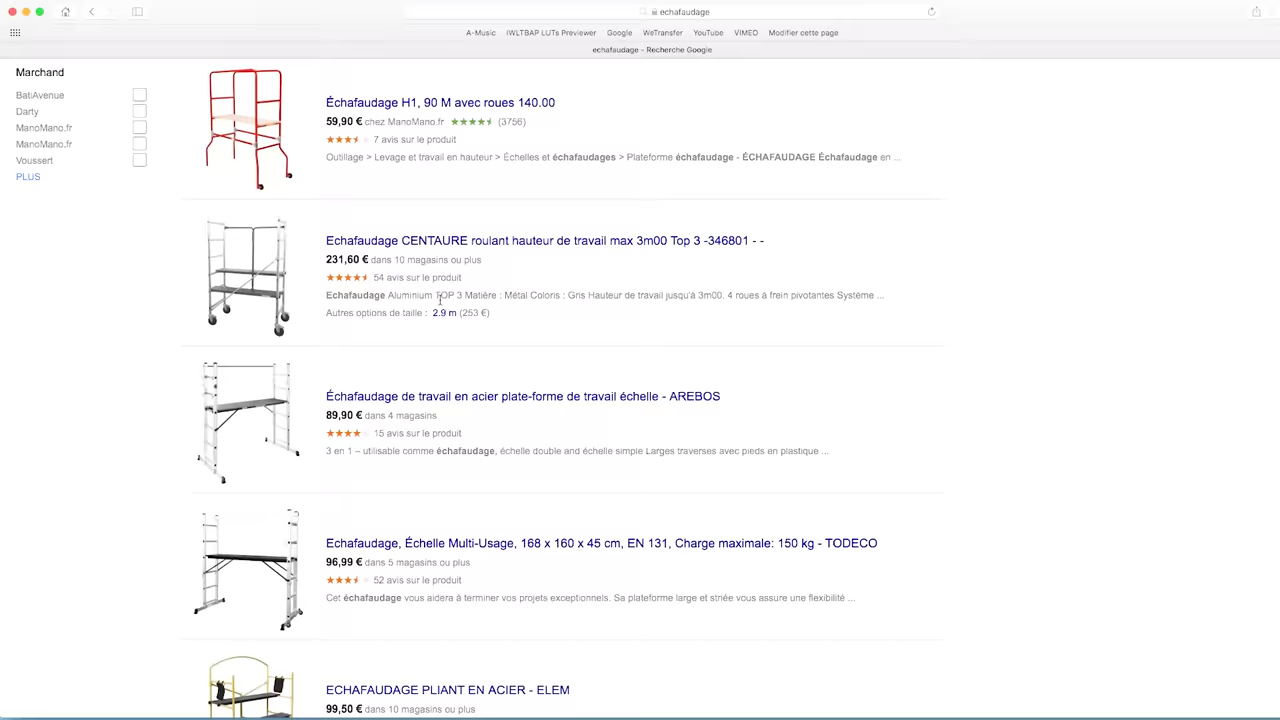 echafaudage
A-Music IWLTBAP LUTs Previewer Google WeTransfer YouTube VIMEO Modifier cette page
echafaudage - Recherche Google
Marchand
BatiAvenue
Darty
ManoMano.fr
ManoMano.fr
Voussert
PLUS
Échafaudage H1, 90 M avec roues 140.00
59,90 € chez ManoMano.fr (3756)
7 avis sur le produit
Outillage > Levage et travail en hauteur > Échelles et échafaudages > Plateforme échafaudage - ÉCHAFAUDAGE Échafaudage en ...
Echafaudage CENTAURE roulant hauteur de travail max 3m00 Top 3 -346801 - -
231,60 € dans 10 magasins ou plus
54 avis sur le produit
Echafaudage Aluminium TOP 3 Matière : Métal Coloris : Gris Hauteur de travail jusqu'à 3m00. 4 roues à frein pivotantes Système ...
Autres options de taille : 2.9 m (253 €)
Échafaudage de travail en acier plate-forme de travail échelle - AREBOS
89,90 € dans 4 magasins
15 avis sur le produit
3 en 1 – utilisable comme échafaudage, échelle double and échelle simple Larges traverses avec pieds en plastique ...
Echafaudage, Échelle Multi-Usage, 168 x 160 x 45 cm, EN 131, Charge maximale: 150 kg - TODECO
96,99 € dans 5 magasins ou plus
52 avis sur le produit
Cet échafaudage vous aidera à terminer vos projets exceptionnels. Sa plateforme large et striée vous assure une flexibilité ...
ECHAFAUDAGE PLIANT EN ACIER - ELEM
99,50 € dans 10 magasins ou plus